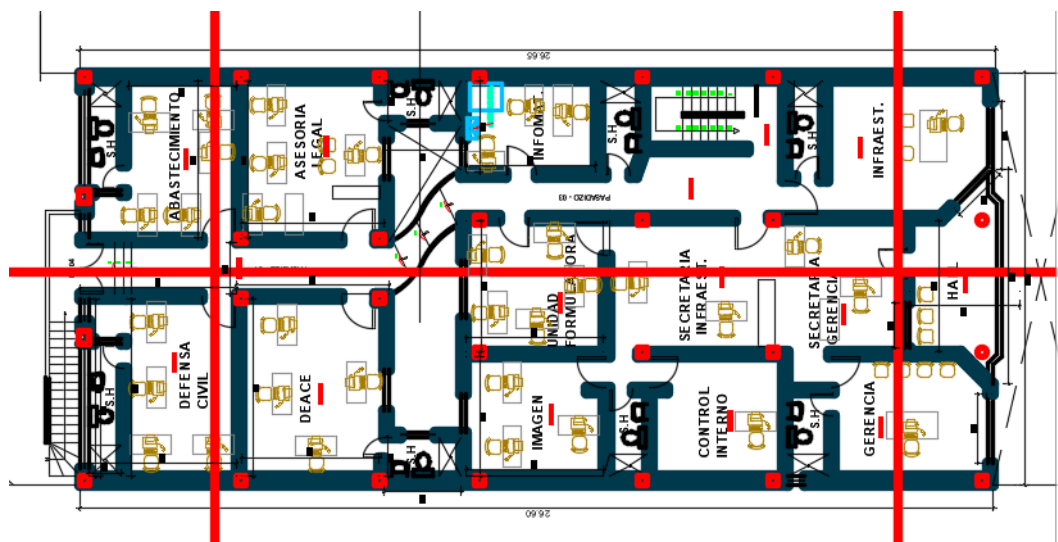 26.65
S.H
ABASTECIMIENTO
ASESORIA
LEGAL
S.H
INFOMAT.
S.H
S.H
INFRAEST.
PASADIZO - 03
UNIDAD
FORMULADORA
SECRETARIA
INFRAEST.
SECRETARIA
GERENCIA
HALL
DEFENSA
CIVIL
S.H
DEACE
S.H
IMAGEN
S.H
CONTROL
INTERNO
S.H
GERENCIA
26.60